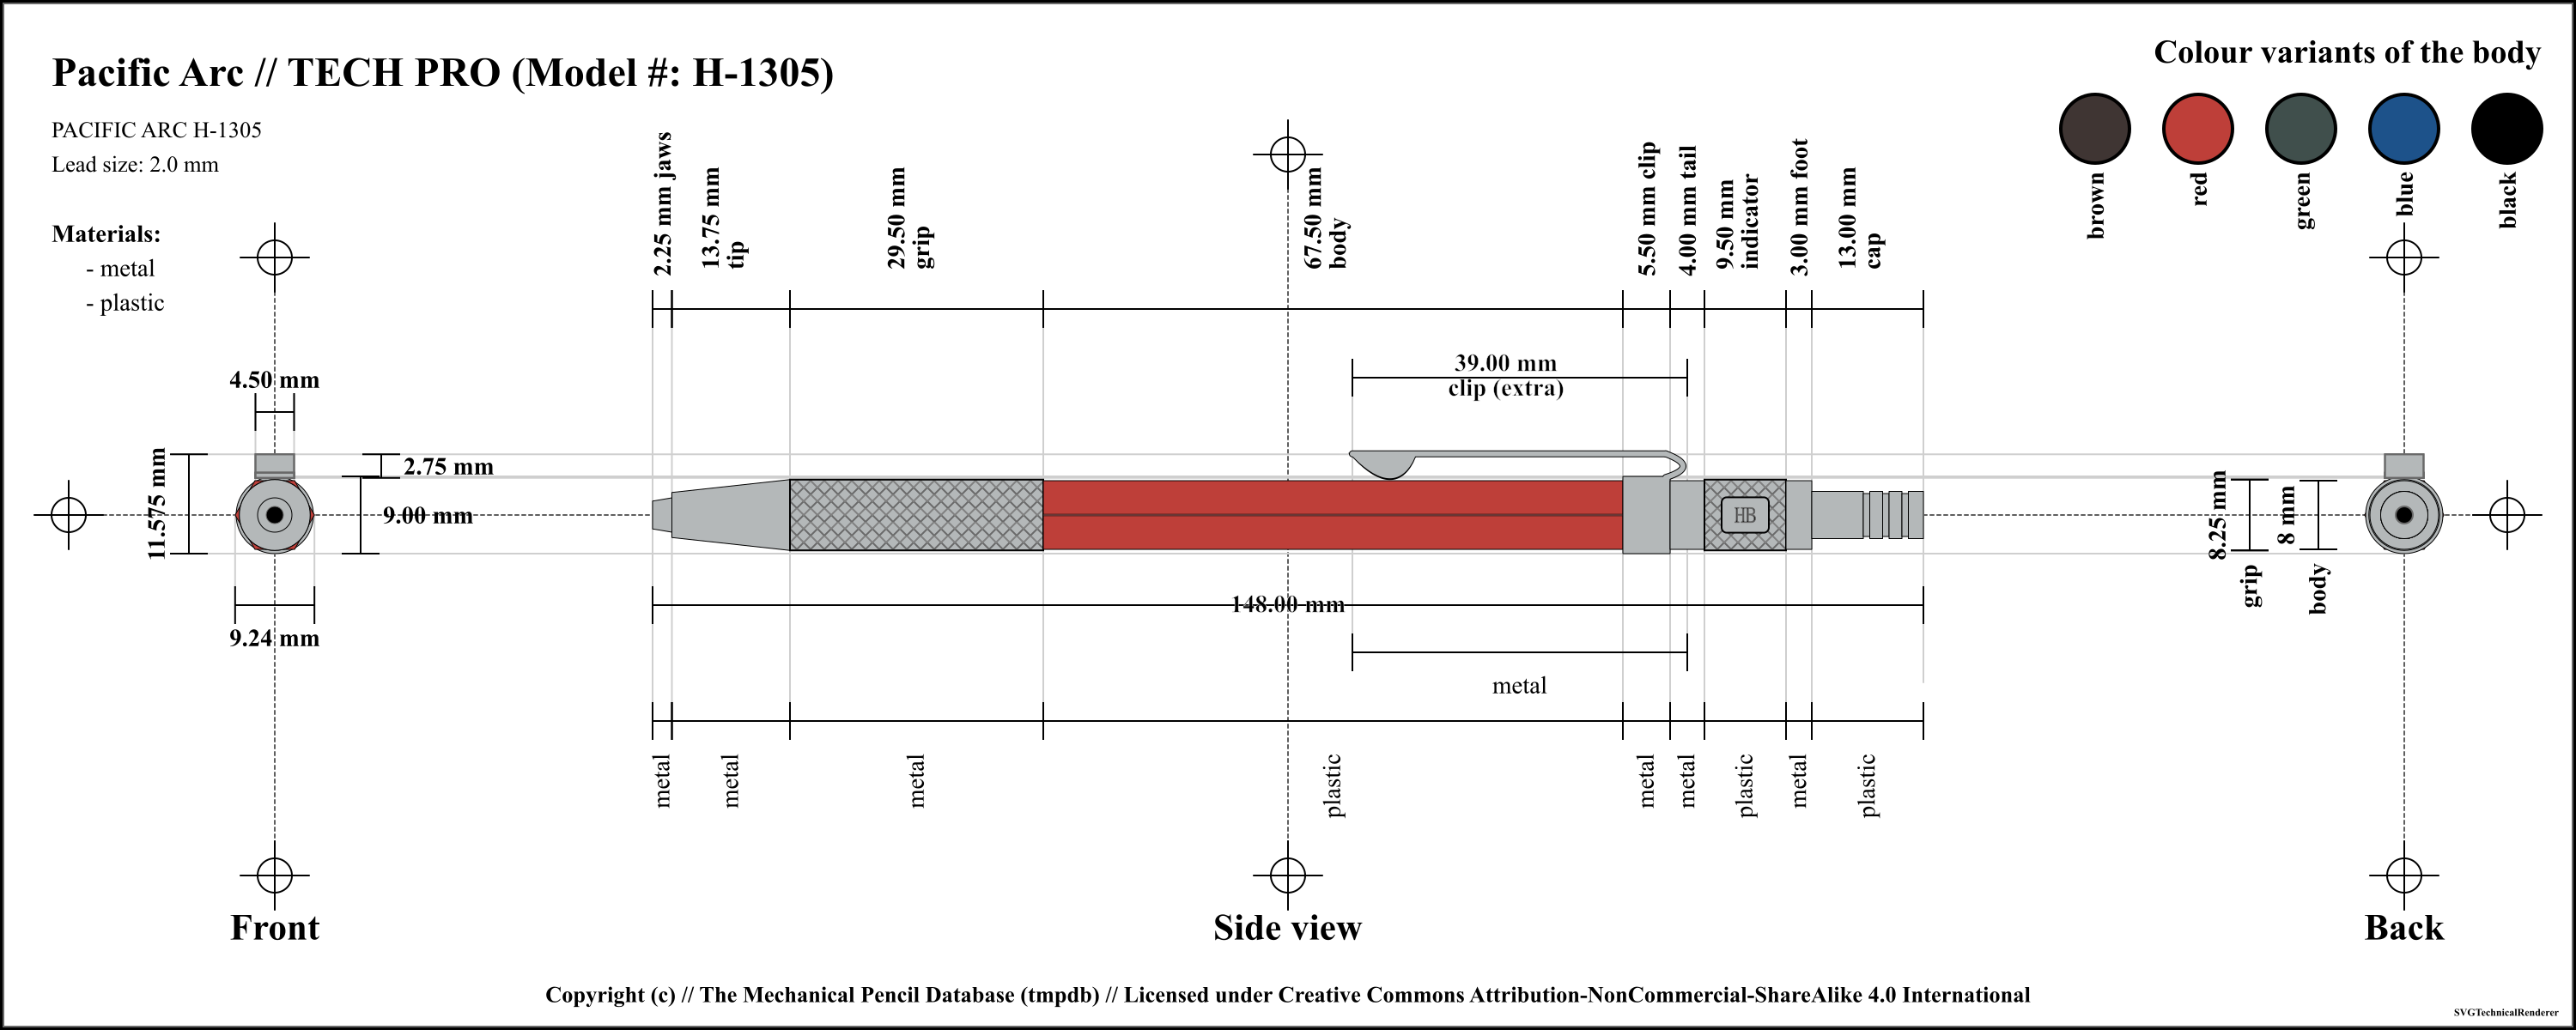 Pacific Arc // TECH PRO (Model #: H-1305)
PACIFIC ARC H-1305
Lead size: 2.0 mm
Materials:
- metal
- plastic
Colour variants of the body
brown
red
green
blue
black
2.25 mm jaws
13.75 mm
tip
29.50 mm
grip
67.50 mm
body
5.50 mm clip
4.00 mm tail
9.50 mm
indicator
3.00 mm foot
13.00 mm
cap
39.00 mm
clip (extra)
4.50 mm
11.575 mm
2.75 mm
9.00 mm
9.24 mm
HB
148.00 mm
metal
8.25 mm
grip
8 mm
body
metal
metal
metal
plastic
metal
metal
plastic
metal
plastic
Front
Side view
Back
Copyright (c) // The Mechanical Pencil Database (tmpdb) // Licensed under Creative Commons Attribution-NonCommercial-ShareAlike 4.0 International
SVGTechnicalRenderer